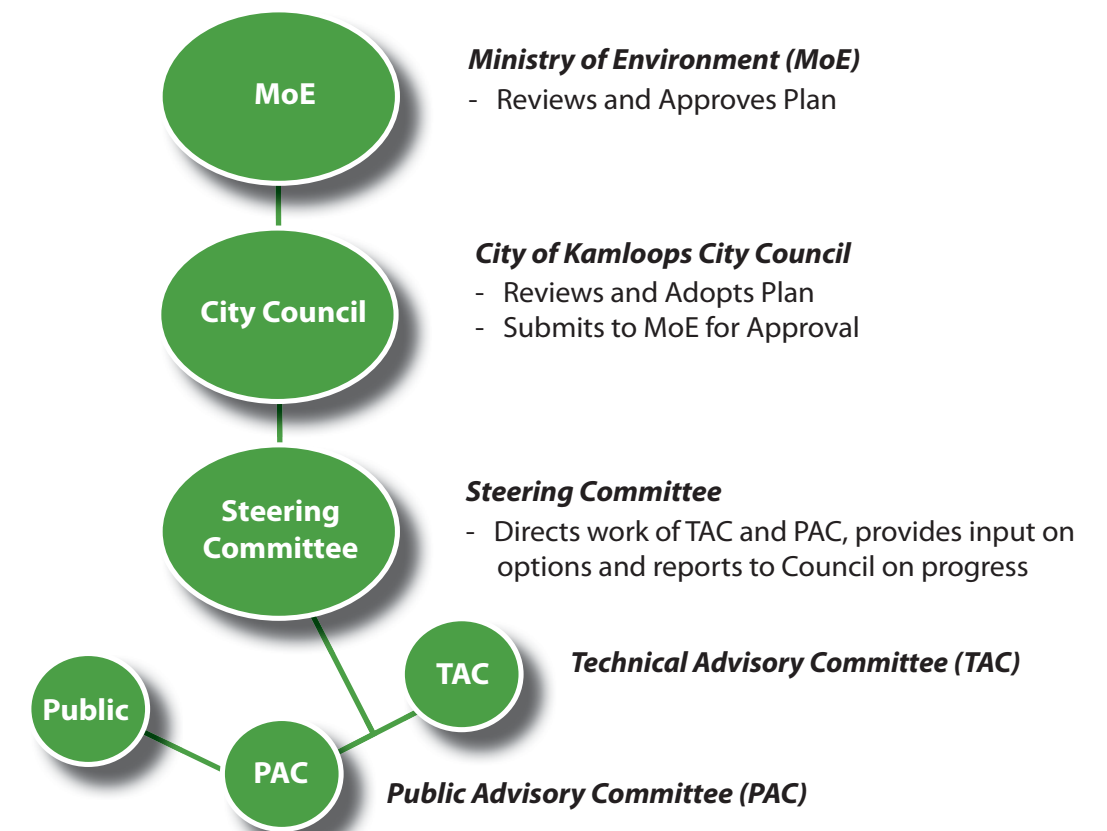 MoE
Ministry of Environment (MoE)
- Reviews and Approves Plan
City Council
City of Kamloops City Council
- Reviews and Adopts Plan
- Submits to MoE for Approval
Steering
Committee
Steering Committee
- Directs work of TAC and PAC, provides input on
options and reports to Council on progress
TAC
Technical Advisory Committee (TAC)
Public
PAC
Public Advisory Committee (PAC)